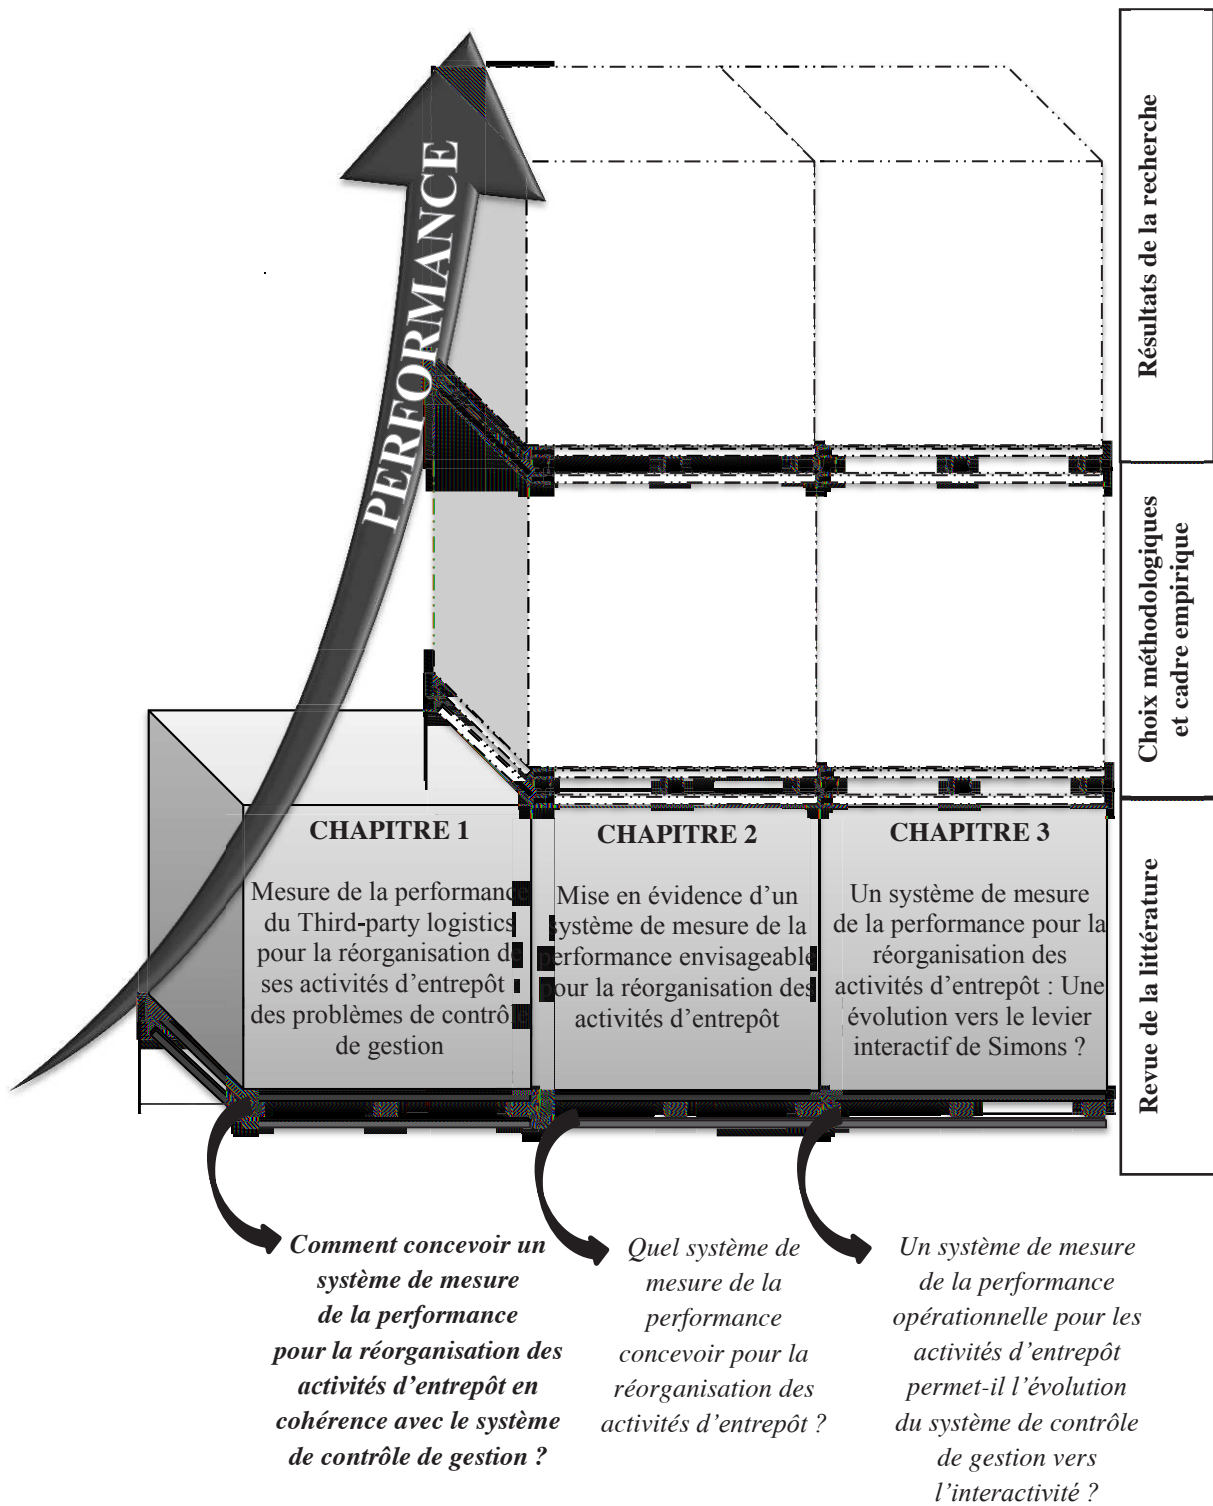 PERFORMANCE
Résultats de la recherche
Choix méthodologiques
et cadre empirique
Revue de la littérature
CHAPITRE 1
Mesure de la performance
du Third-party logistics
pour la réorganisation de
ses activités d’entrepôt
des problèmes de contrôle
de gestion
CHAPITRE 2
Mise en évidence d’un
système de mesure de la
performance envisageable
pour la réorganisation des
activités d’entrepôt
CHAPITRE 3
Un système de mesure
de la performance pour la
réorganisation des
activités d’entrepôt : Une
évolution vers le levier
interactif de Simons ?
Comment concevoir un
système de mesure
de la performance
pour la réorganisation des
activités d’entrepôt en
cohérence avec le système
de contrôle de gestion ?
Quel système de
mesure de la
performance
concevoir pour la
réorganisation des
activités d’entrepôt ?
Un système de mesure
de la performance
opérationnelle pour les
activités d’entrepôt
permet-il l’évolution
du système de contrôle
de gestion vers
l’interactivité ?